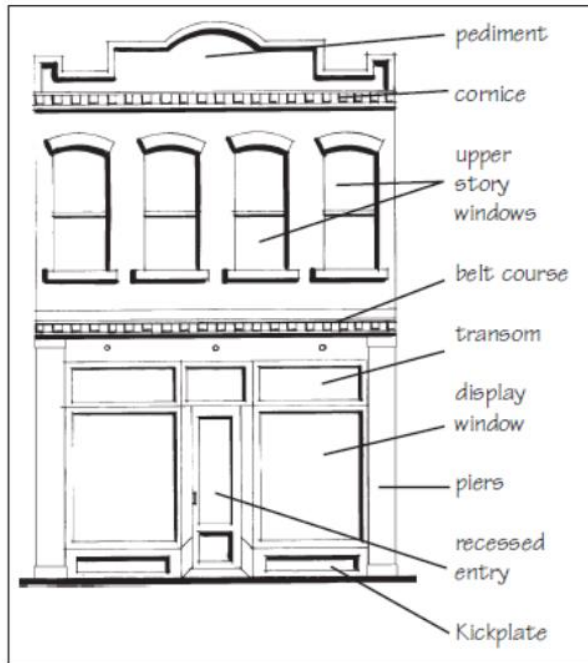 pediment
cornice
upper
story
windows
belt course
transom
display
window
piers
recessed
entry
Kickplate